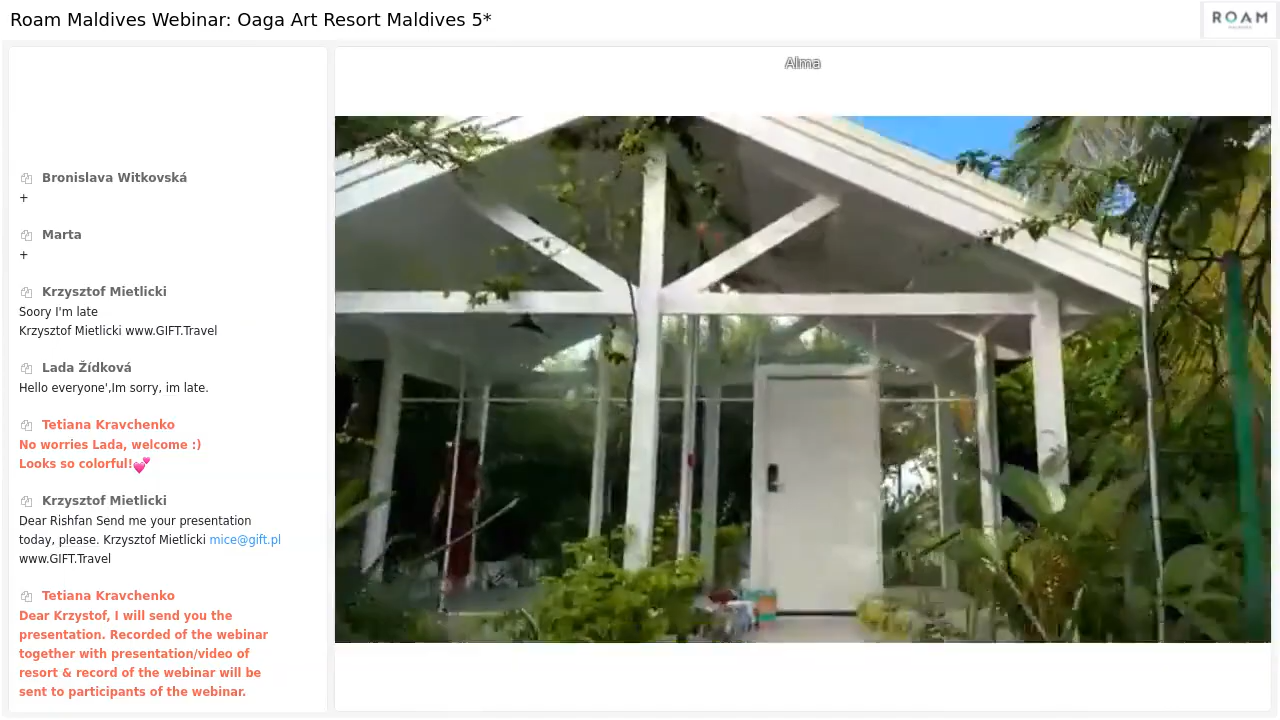 Roam Maldives Webinar: Oaga Art Resort Maldives 5*
ROAM
Alma
Bronislava Witkovská
+
Marta
+
Krzysztof Mietlicki
Soory I'm late
Krzysztof Mietlicki www.GIFT.Travel
Lada Žídková
Hello everyone',Im sorry, im late.
Tetiana Kravchenko
No worries Lada, welcome :)
Looks so colorful!💕
Krzysztof Mietlicki
Dear Rishfan Send me your presentation
today, please. Krzysztof Mietlicki mice@gift.pl
www.GIFT.Travel
Tetiana Kravchenko
Dear Krzystof, I will send you the
presentation. Recorded of the webinar
together with presentation/video of
resort & record of the webinar will be
sent to participants of the webinar.